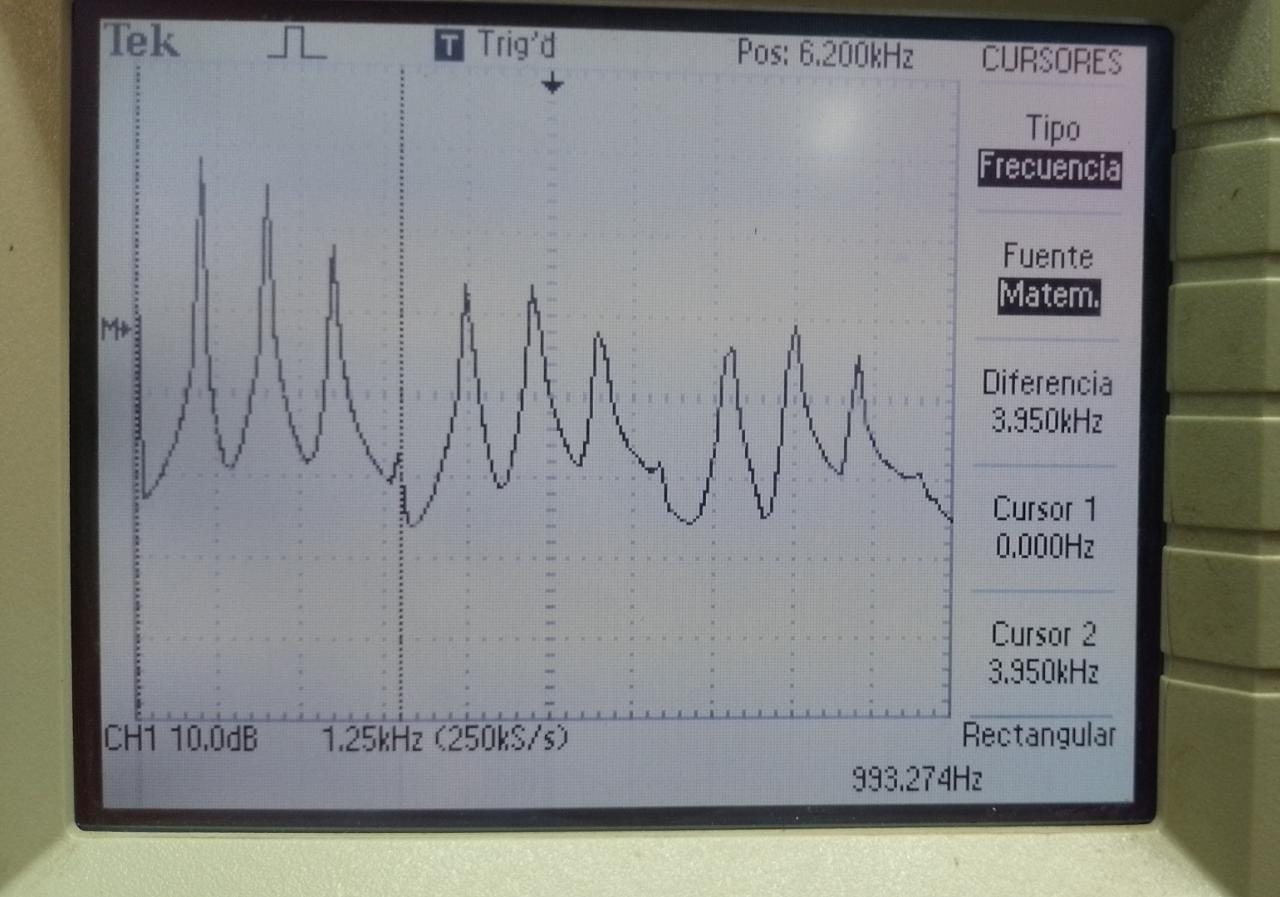 Tek
T Trig'd
Pos: 6.200kHz
CURSORES
Tipo
Frecuencia
Fuente
Matem.
M
Diferencia
3.950kHz
Cursor 1
0.000Hz
Cursor 2
3.950kHz
CH1 10.0dB
1.25kHz (250kS/s)
Rectangular
993.274Hz